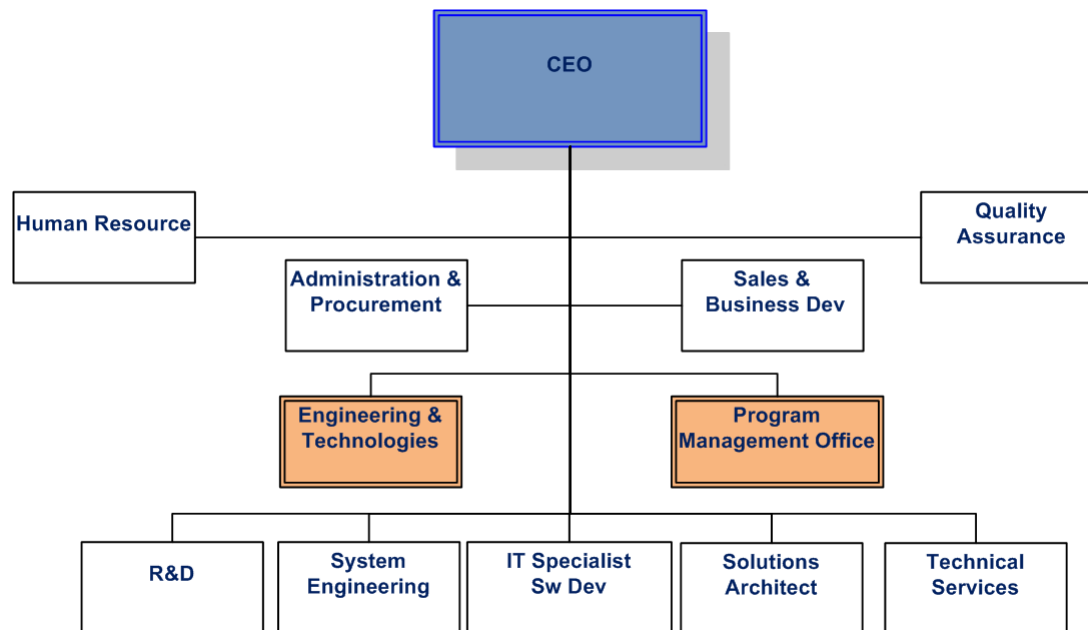 CEO
Human Resource
Quality
Assurance
Administration &
Procurement
Sales &
Business Dev
Engineering &
Technologies
Program
Management Office
R&D
System
Engineering
IT Specialist
Sw Dev
Solutions
Architect
Technical
Services